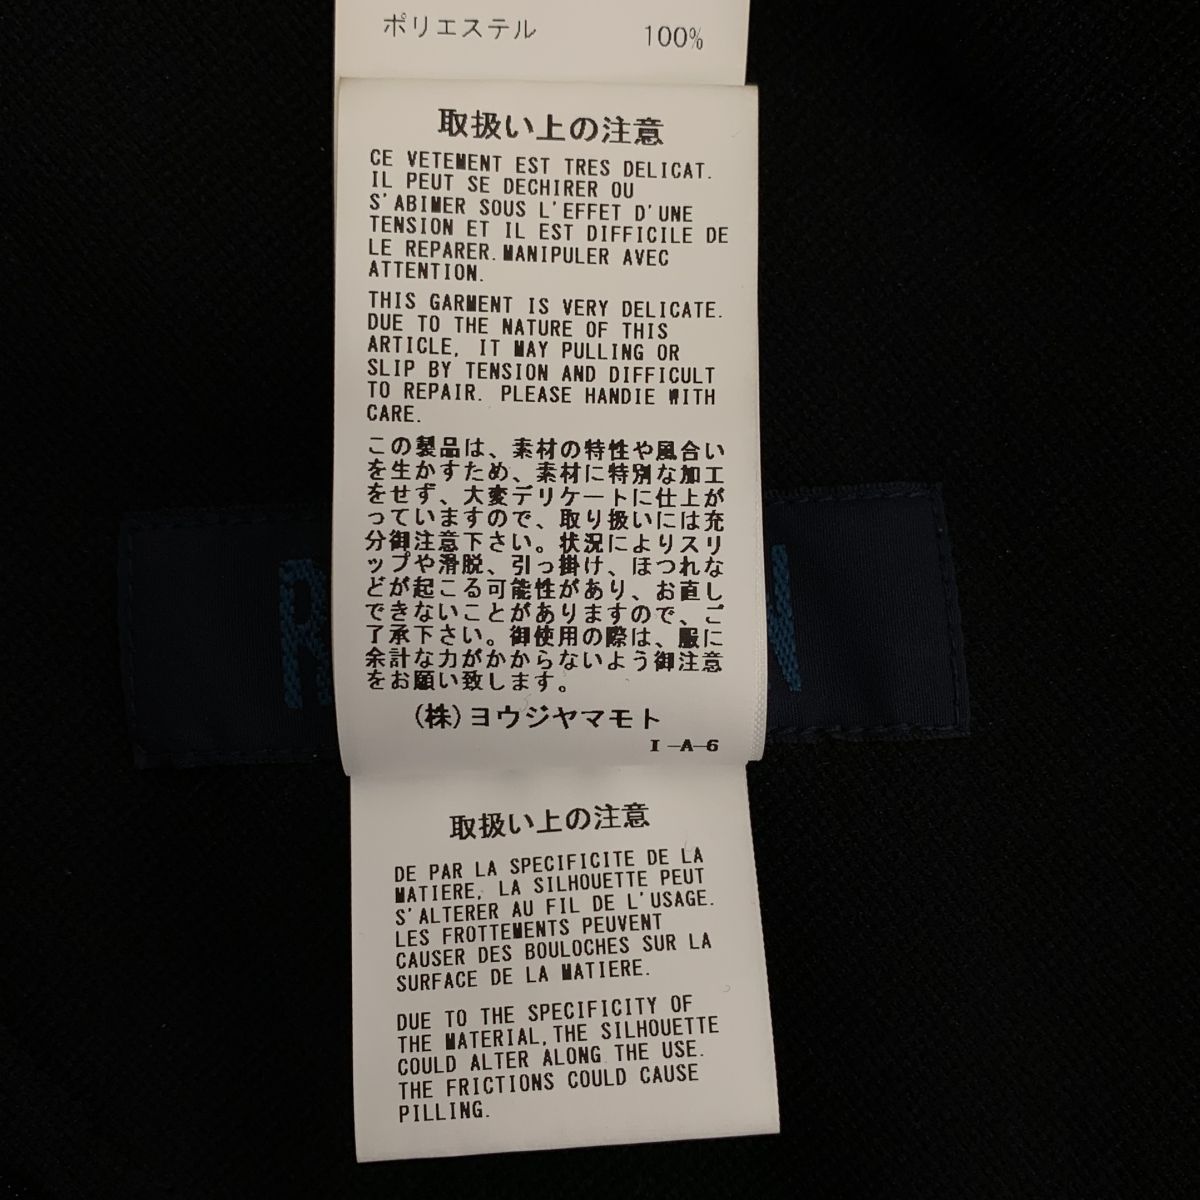 ポリエステル 100%
取扱い上の注意
CE VETEMENT EST TRES DELICAT.
IL PEUT SE DECHIRER OU
S'ABIMER SOUS L'EFFET D'UNE
TENSION ET IL EST DIFFICILE DE
LE REPARER. MANIPULER AVEC
ATTENTION.
THIS GARMENT IS VERY DELICATE.
DUE TO THE NATURE OF THIS
ARTICLE, IT MAY PULLING OR
SLIP BY TENSION AND DIFFICULT
TO REPAIR. PLEASE HANDIE WITH
CARE.
この製品は、素材の特性や風合い
を生かすため、素材に特別な加工
をせず、大変デリケートに仕上が
っていますので、取り扱いには充
分御注意下さい。状況によりスリ
ップや滑脱、引っ掛け、ほつれな
どが起こる可能性があり、お直し
できないことがありますので、ご
了承下さい。御使用の際は、服に
余計な力がかからないよう御注意
をお願い致します。
(株)ヨウジヤマモト
I-A-6
取扱い上の注意
DE PAR LA SPECIFICITE DE LA
MATIERE, LA SILHOUETTE PEUT
S'ALTERER AU FIL DE L'USAGE.
LES FROTTEMENTS PEUVENT
CAUSER DES BOULOCHES SUR LA
SURFACE DE LA MATIERE.
DUE TO THE SPECIFICITY OF
THE MATERIAL, THE SILHOUETTE
COULD ALTER ALONG THE USE.
THE FRICTIONS COULD CAUSE
PILLING.